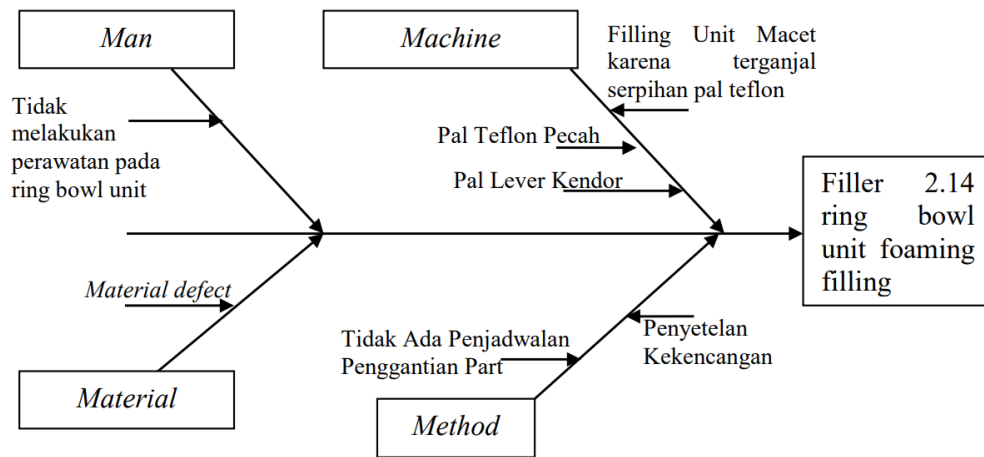 Man
Machine
Filling Unit Macet
karena terganjal
serpihan pal teflon
Tidak
melakukan
perawatan pada
ring bowl unit
Pal Teflon Pecah
Pal Lever Kendor
Filler 2.14
ring bowl
unit foaming
filling
Material defect
Tidak Ada Penjadwalan
Penggantian Part
Penyetelan
Kekencangan
Material
Method